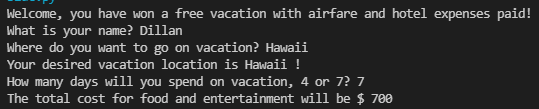 Welcome, you have won a free vacation with airfare and hotel expenses paid!
What is your name? Dillan
Where do you want to go on vacation? Hawaii
Your desired vacation location is Hawaii !
How many days will you spend on vacation, 4 or 7? 7
The total cost for food and entertainment will be $ 700